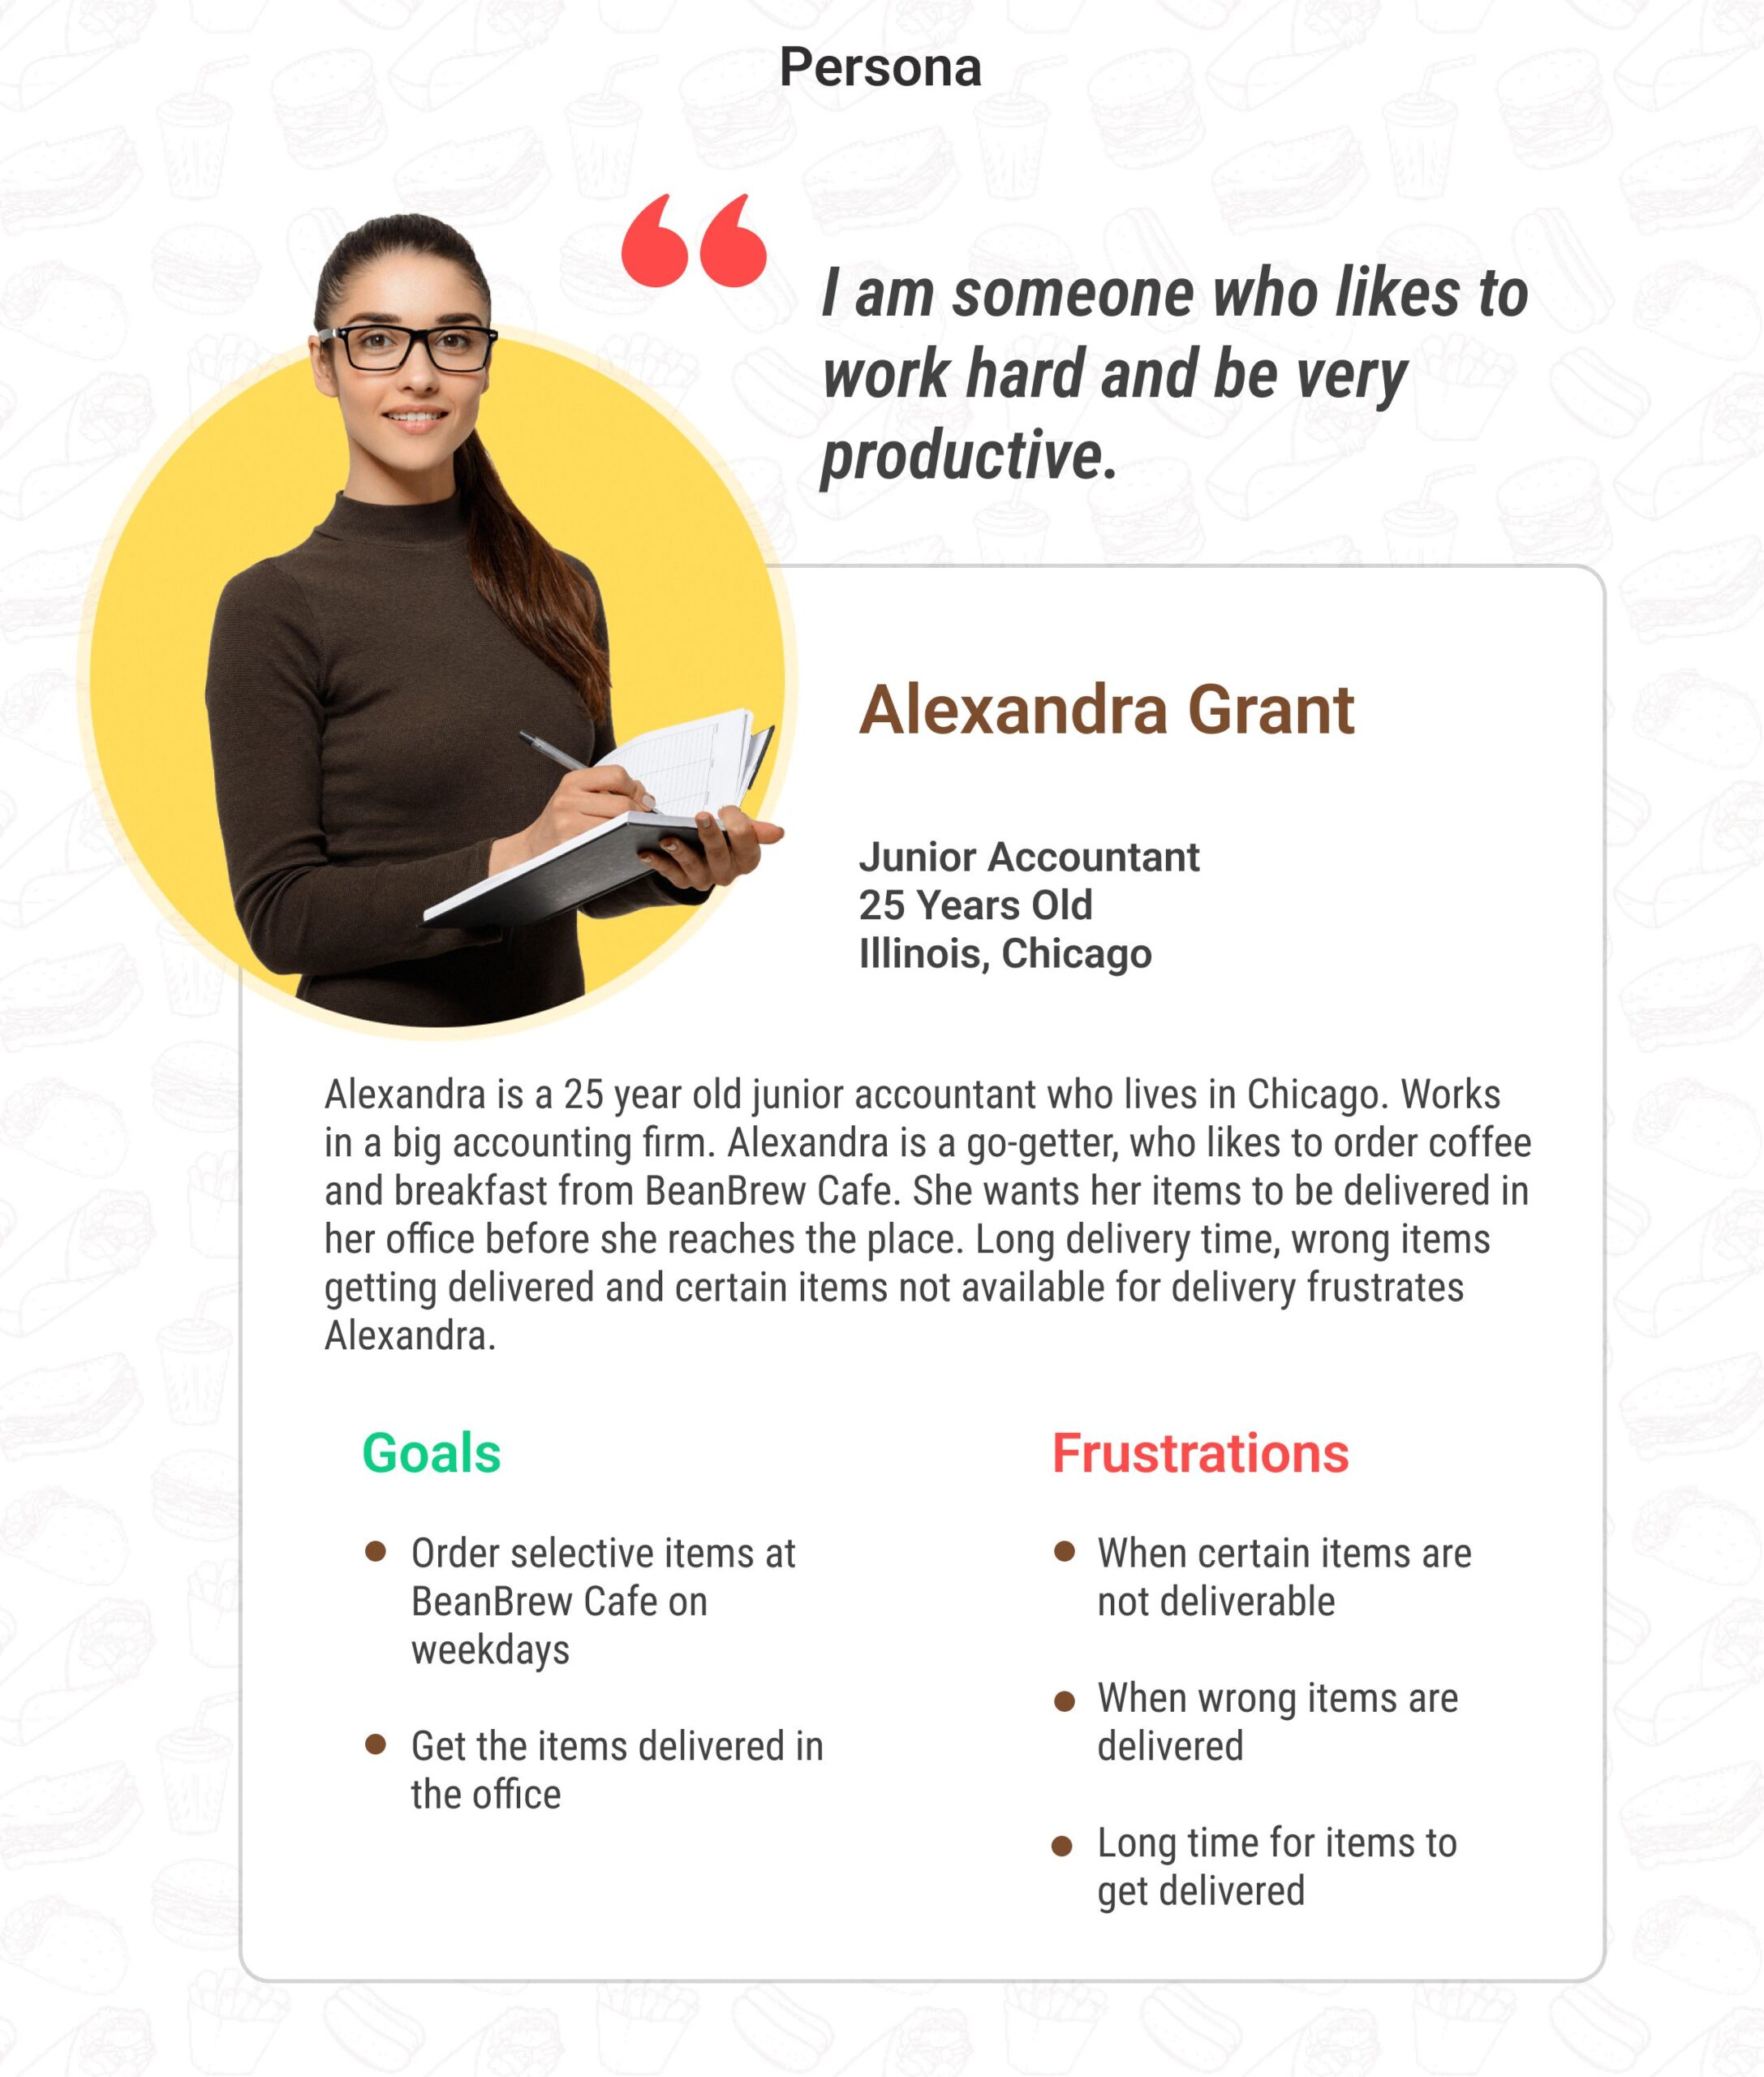 Persona
I am someone who likes to
work hard and be very
productive.
Alexandra Grant
Junior Accountant
25 Years Old
Illinois, Chicago
Alexandra is a 25 year old junior accountant who lives in Chicago. Works
in a big accounting firm. Alexandra is a go-getter, who likes to order coffee
and breakfast from BeanBrew Cafe. She wants her items to be delivered in
her office before she reaches the place. Long delivery time, wrong items
getting delivered and certain items not available for delivery frustrates
Alexandra.
Goals
Order selective items at
BeanBrew Cafe on
weekdays
Get the items delivered in
the office
Frustrations
When certain items are
not deliverable
When wrong items are
delivered
Long time for items to
get delivered